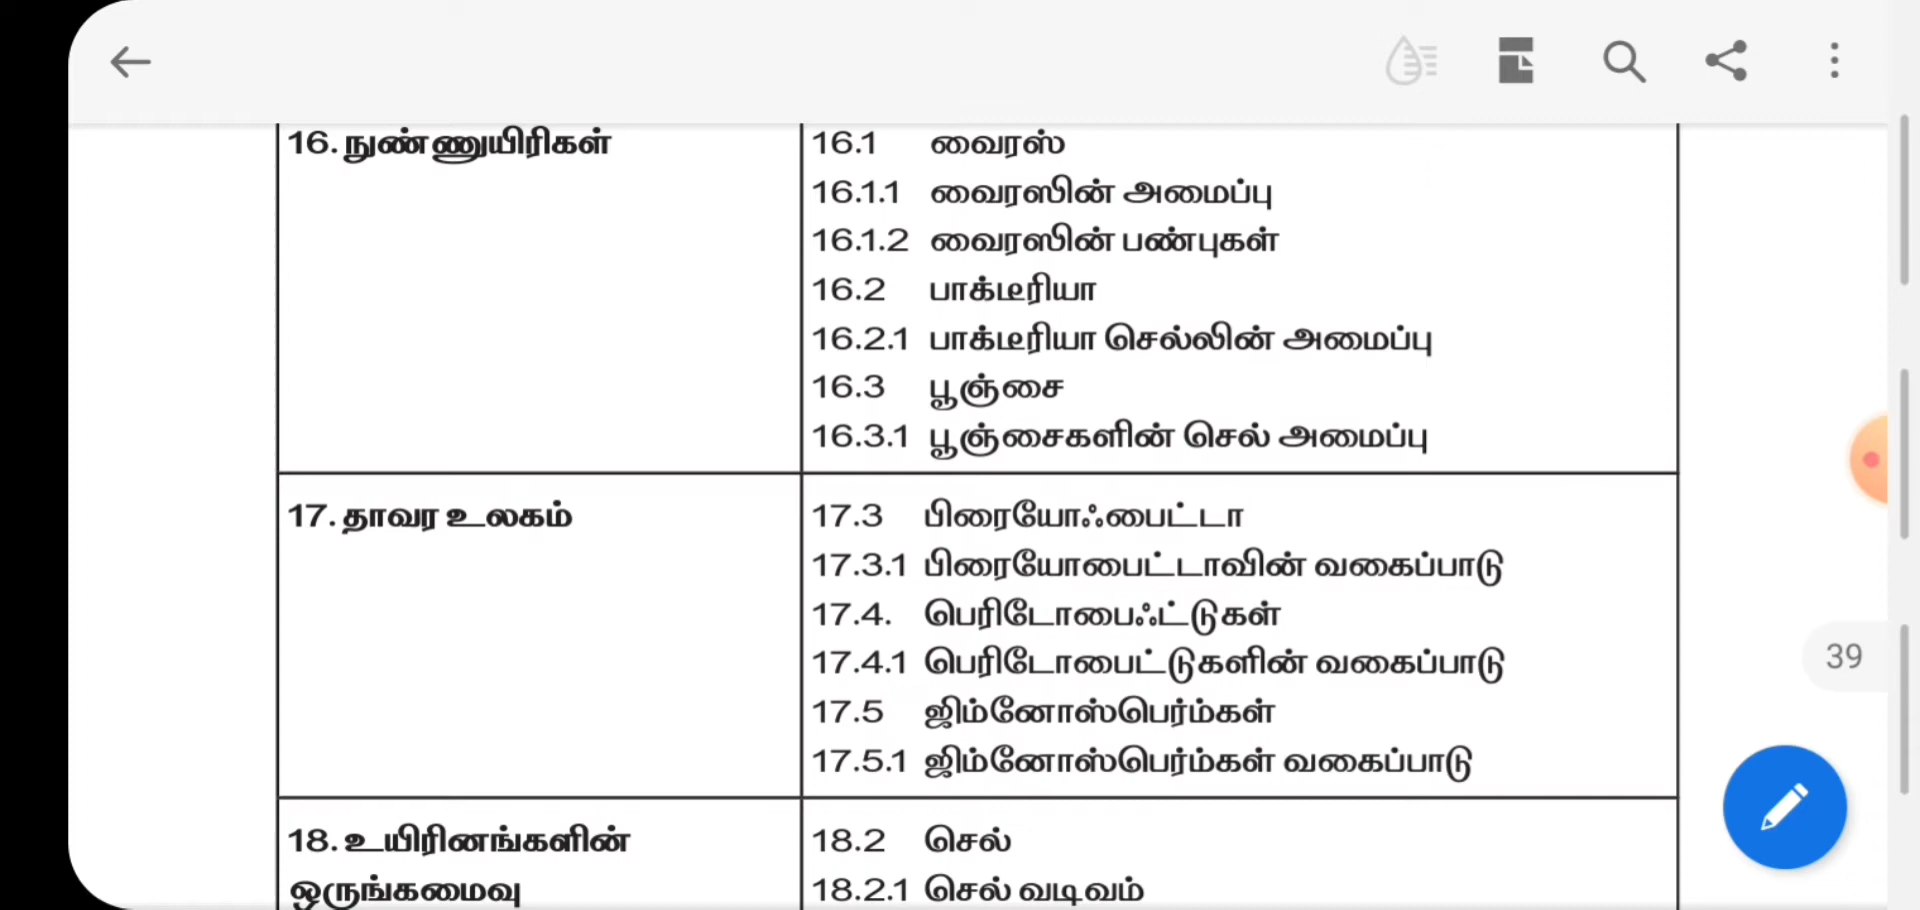 16. நுண்ணுயிரிகள்
16.1 வைரஸ்
16.1.1 வைரஸின் அமைப்பு
16.1.2 வைரஸின் பண்புகள்
16.2 பாக்டீரியா
16.2.1 பாக்டீரியா செல்லின் அமைப்பு
16.3 பூஞ்சை
16.3.1 பூஞ்சைகளின் செல் அமைப்பு
17. தாவர உலகம்
17.3 பிரையோஃபைட்டா
17.3.1 பிரையோபைட்டாவின் வகைப்பாடு
17.4. பெரிடோபைஃட்டுகள்
17.4.1 பெரிடோபைட்டுகளின் வகைப்பாடு
17.5 ஜிம்னோஸ்பெர்ம்கள்
17.5.1 ஜிம்னோஸ்பெர்ம்கள் வகைப்பாடு
39
18. உயிரினங்களின்
ஒருங்கமைவு
18.2 செல்
18.2.1 செல் வடிவம்